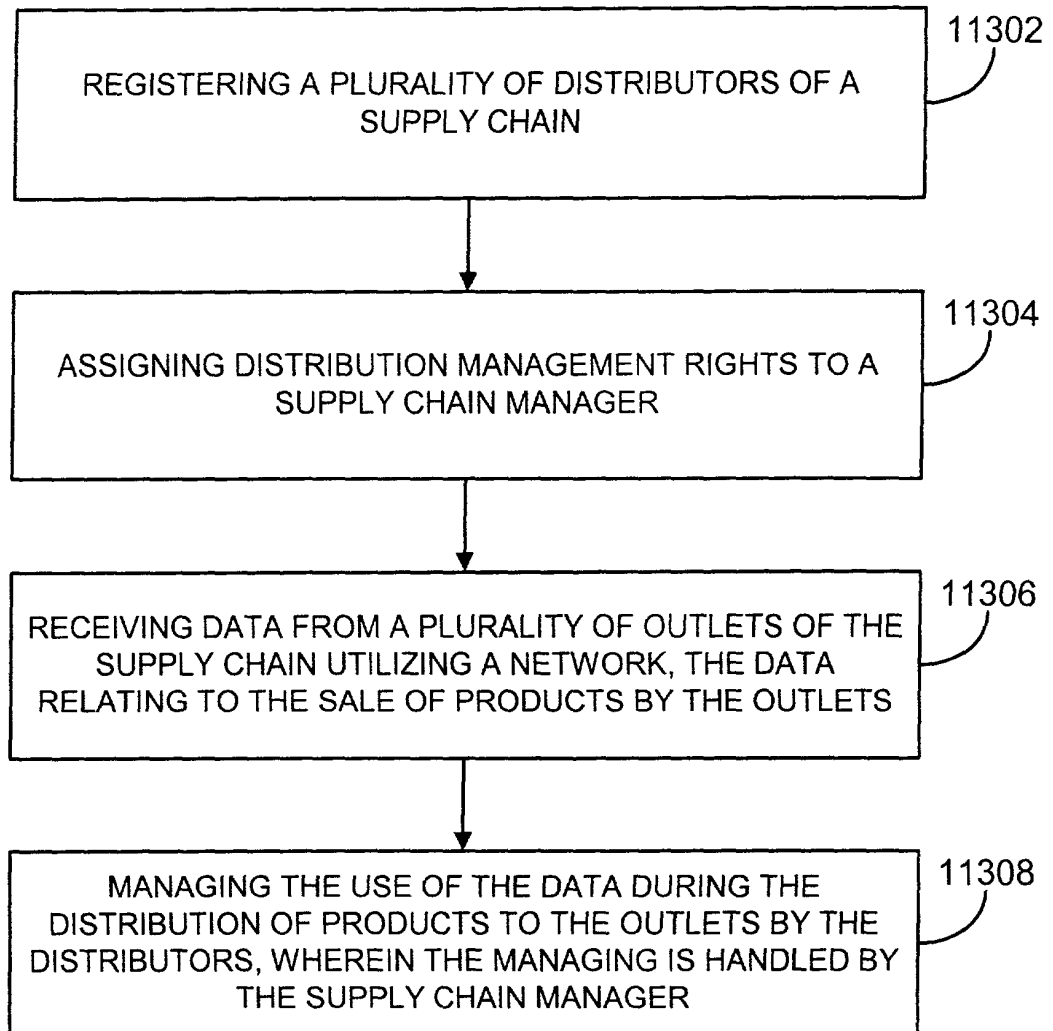 11302
REGISTERING A PLURALITY OF DISTRIBUTORS OF A
SUPPLY CHAIN
11304
ASSIGNING DISTRIBUTION MANAGEMENT RIGHTS TO A
SUPPLY CHAIN MANAGER
11306
RECEIVING DATA FROM A PLURALITY OF OUTLETS OF THE
SUPPLY CHAIN UTILIZING A NETWORK, THE DATA
RELATING TO THE SALE OF PRODUCTS BY THE OUTLETS
11308
MANAGING THE USE OF THE DATA DURING THE
DISTRIBUTION OF PRODUCTS TO THE OUTLETS BY THE
DISTRIBUTORS, WHEREIN THE MANAGING IS HANDLED BY
THE SUPPLY CHAIN MANAGER